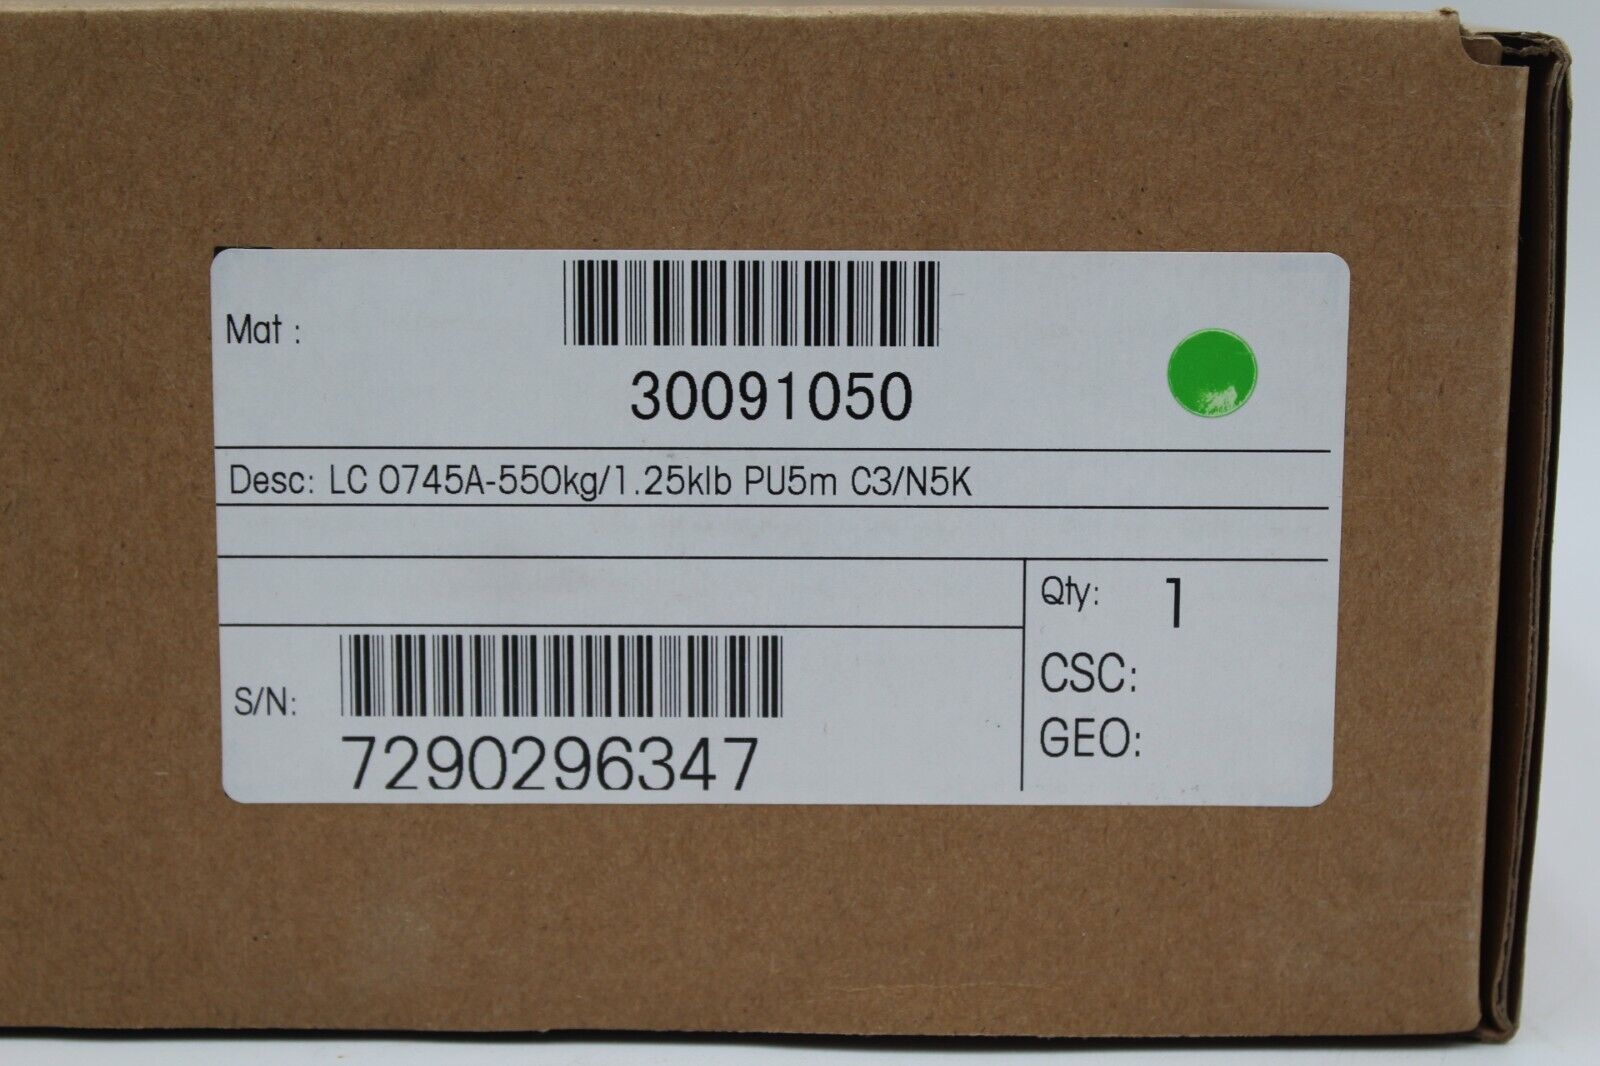 Mat :
30091050
Desc: LC 0745A-550kg/1.25klb PU5m C3/N5K
Qty: 1
CSC:
GEO:
S/N:
7290296347